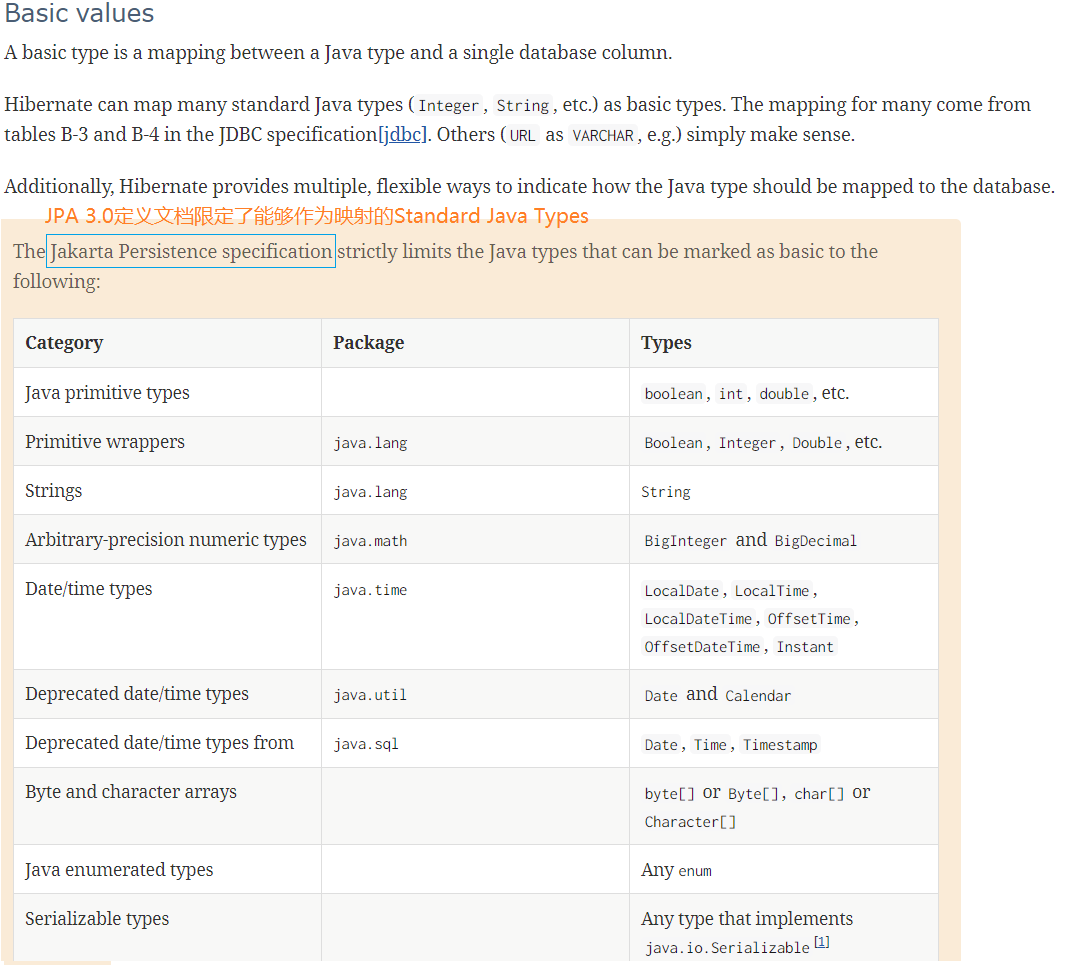 Basic values
A basic type is a mapping between a Java type and a single database column.
Hibernate can map many standard Java types ( Integer , String , etc.) as basic types. The mapping for many come from
tables B-3 and B-4 in the JDBC specification[jdbc]. Others ( URL as VARCHAR , e.g.) simply make sense.
Additionally, Hibernate provides multiple, flexible ways to indicate how the Java type should be mapped to the database.
JPA 3.0定义文档限定了能够作为映射的Standard Java Types
The Jakarta Persistence specification strictly limits the Java types that can be marked as basic to the
following:
Category Package Types
Java primitive types boolean , int , double , etc.
Primitive wrappers java.lang Boolean , Integer , Double , etc.
Strings java.lang String
Arbitrary-precision numeric types java.math BigInteger and BigDecimal
Date/time types java.time LocalDate , LocalTime ,
LocalDateTime , OffsetTime ,
OffsetDateTime , Instant
Deprecated date/time types java.util Date and Calendar
Deprecated date/time types from java.sql Date , Time , Timestamp
Byte and character arrays byte[] or Byte[] , char[] or
Character[]
Java enumerated types Any enum
Serializable types Any type that implements
java.io.Serializable [1]